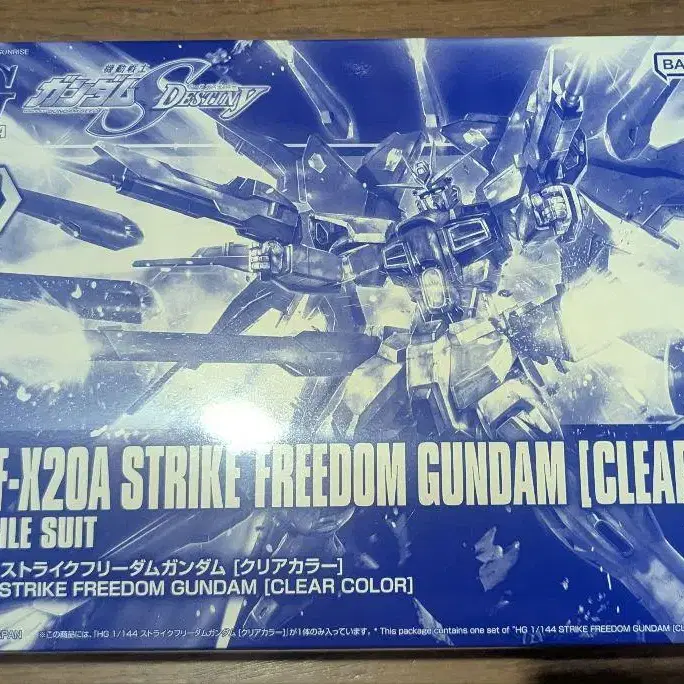 SUNRISE
G
機動戦士
ガンダム SEED DESTINY
BA
F-X20A STRIKE FREEDOM GUNDAM [CLEAR
ILE SUIT
ストライクフリーダムガンダム [クリアカラー]
STRIKE FREEDOM GUNDAM [CLEAR COLOR]
APAN ※この商品には、「HG 1/144 ストライクフリーダムガンダム [クリアカラー]」が1体のみ入っています。 * This package contains one set of "HG 1/144 STRIKE FREEDOM GUNDAM [CL